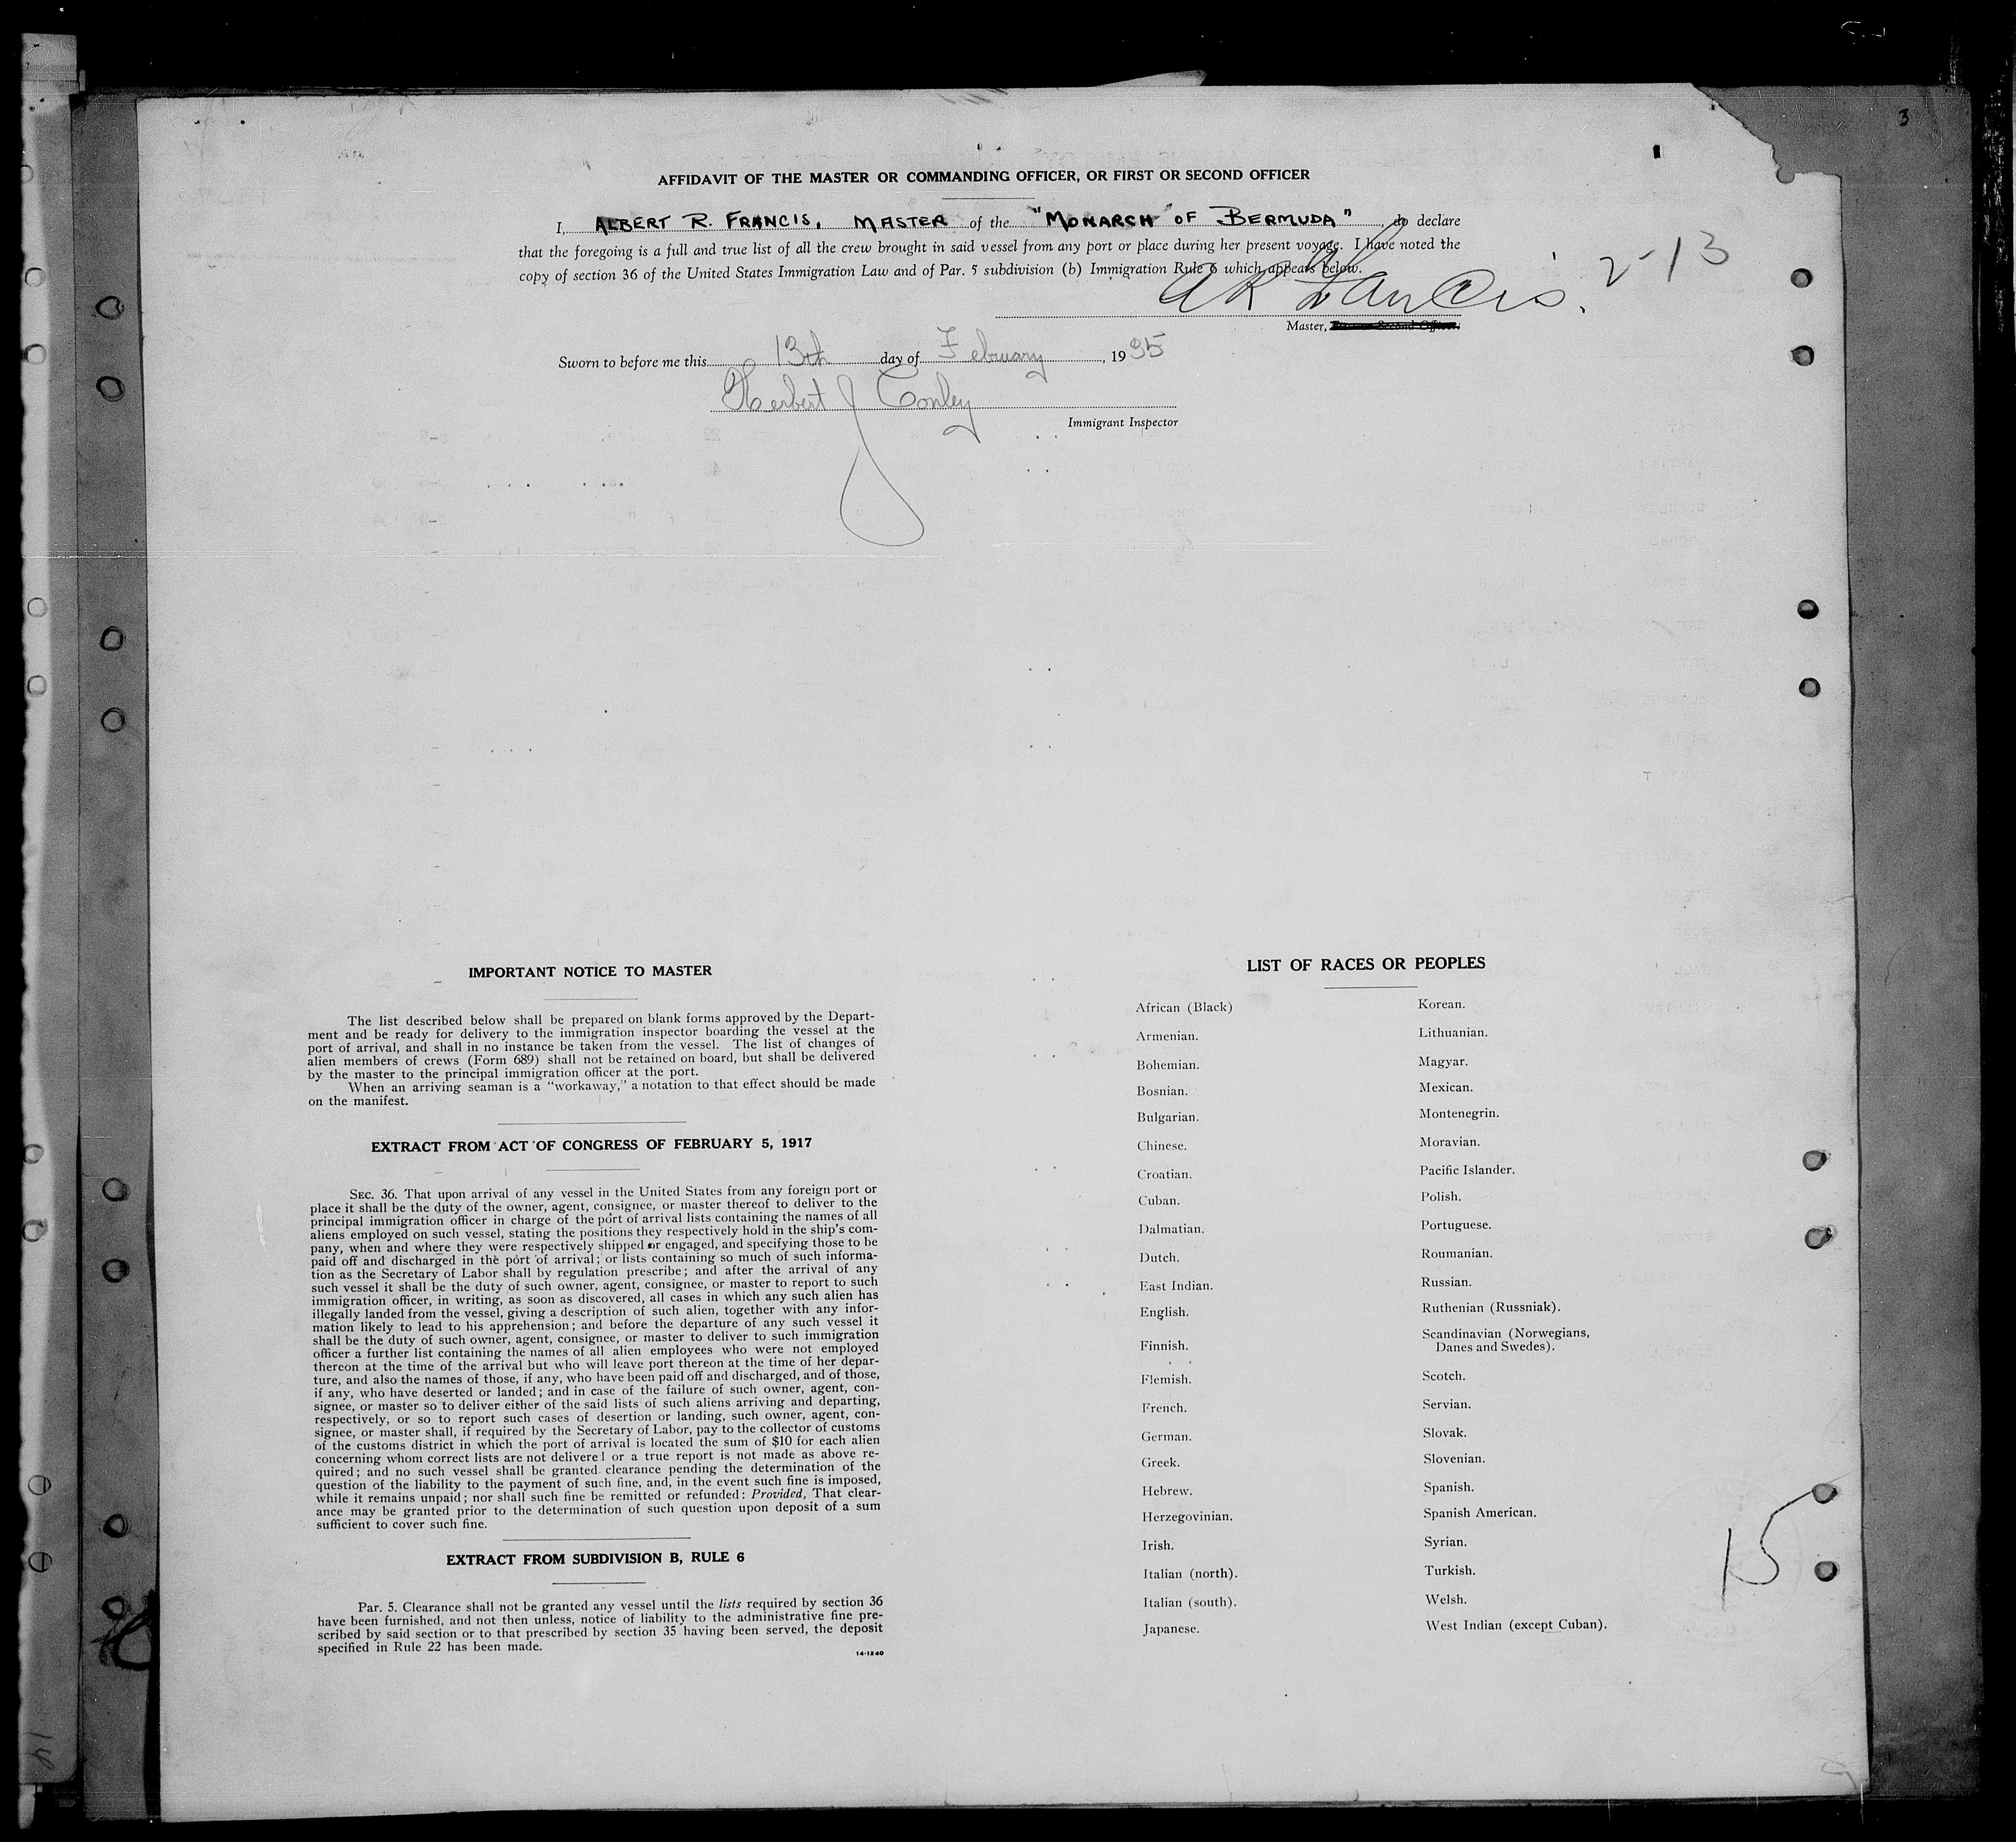 3
AFFIDAVIT OF THE MASTER OR COMMANDING OFFICER, OR FIRST OR SECOND OFFICER
I, ALBERT R. FRANCIS, MASTER of the "MONARCH OF BERMUDA", do declare
that the foregoing is a full and true list of all the crew brought in said vessel from any port or place during her present voyage. I have noted the
copy of section 36 of the United States Immigration Law and of Par. 5 subdivision (b) Immigration Rule 6 which appears below.
2-13
A R Francis.
Master,
Sworn to before me this 13th day of February, 1935
Herbert J Conley
Immigrant Inspector
IMPORTANT NOTICE TO MASTER
The list described below shall be prepared on blank forms approved by the Depart-
ment and be ready for delivery to the immigration inspector boarding the vessel at the
port of arrival, and shall in no instance be taken from the vessel. The list of changes of
alien members of crews (Form 689) shall not be retained on board, but shall be delivered
by the master to the principal immigration officer at the port.
When an arriving seaman is a "workaway," a notation to that effect should be made
on the manifest.
EXTRACT FROM ACT OF CONGRESS OF FEBRUARY 5, 1917
SEC. 36. That upon arrival of any vessel in the United States from any foreign port or
place it shall be the duty of the owner, agent, consignee, or master thereof to deliver to the
principal immigration officer in charge of the port of arrival lists containing the names of all
aliens employed on such vessel, stating the positions they respectively hold in the ship's com-
pany, when and where they were respectively shipped or engaged, and specifying those to be
paid off and discharged in the port of arrival; or lists containing so much of such informa-
tion as the Secretary of Labor shall by regulation prescribe; and after the arrival of any
such vessel it shall be the duty of such owner, agent, consignee, or master to report to such
immigration officer, in writing, as soon as discovered, all cases in which any such alien has
illegally landed from the vessel, giving a description of such alien, together with any infor-
mation likely to lead to his apprehension; and before the departure of any such vessel it
shall be the duty of such owner, agent, consignee, or master to deliver to such immigration
officer a further list containing the names of all alien employees who were not employed
thereon at the time of the arrival but who will leave port thereon at the time of her depar-
ture, and also the names of those, if any, who have been paid off and discharged, and of those,
if any, who have deserted or landed; and in case of the failure of such owner, agent, con-
signee, or master so to deliver either of the said lists of such aliens arriving and departing,
respectively, or so to report such cases of desertion or landing, such owner, agent, con-
signee, or master shall, if required by the Secretary of Labor, pay to the collector of customs
of the customs district in which the port of arrival is located the sum of $10 for each alien
concerning whom correct lists are not delivered or a true report is not made as above re-
quired; and no such vessel shall be granted clearance pending the determination of the
question of the liability to the payment of such fine, and, in the event such fine is imposed,
while it remains unpaid; nor shall such fine be remitted or refunded: Provided, That clear-
ance may be granted prior to the determination of such question upon deposit of a sum
sufficient to cover such fine.
EXTRACT FROM SUBDIVISION B, RULE 6
Par. 5. Clearance shall not be granted any vessel until the lists required by section 36
have been furnished, and not then unless, notice of liability to the administrative fine pre-
scribed by said section or to that prescribed by section 35 having been served, the deposit
specified in Rule 22 has been made.
14-1240
LIST OF RACES OR PEOPLES
African (Black)
Armenian.
Bohemian.
Bosnian.
Bulgarian.
Chinese.
Croatian.
Cuban.
Dalmatian.
Dutch.
East Indian.
English.
Finnish.
Flemish.
French.
German.
Greek.
Hebrew.
Herzegovinian.
Irish.
Italian (north).
Italian (south).
Japanese.
Korean.
Lithuanian.
Magyar.
Mexican.
Montenegrin.
Moravian.
Pacific Islander.
Polish.
Portuguese.
Roumanian.
Russian.
Ruthenian (Russniak).
Scandinavian (Norwegians,
Danes and Swedes).
Scotch.
Servian.
Slovak.
Slovenian.
Spanish.
Spanish American.
Syrian.
Turkish.
Welsh.
West Indian (except Cuban).
15